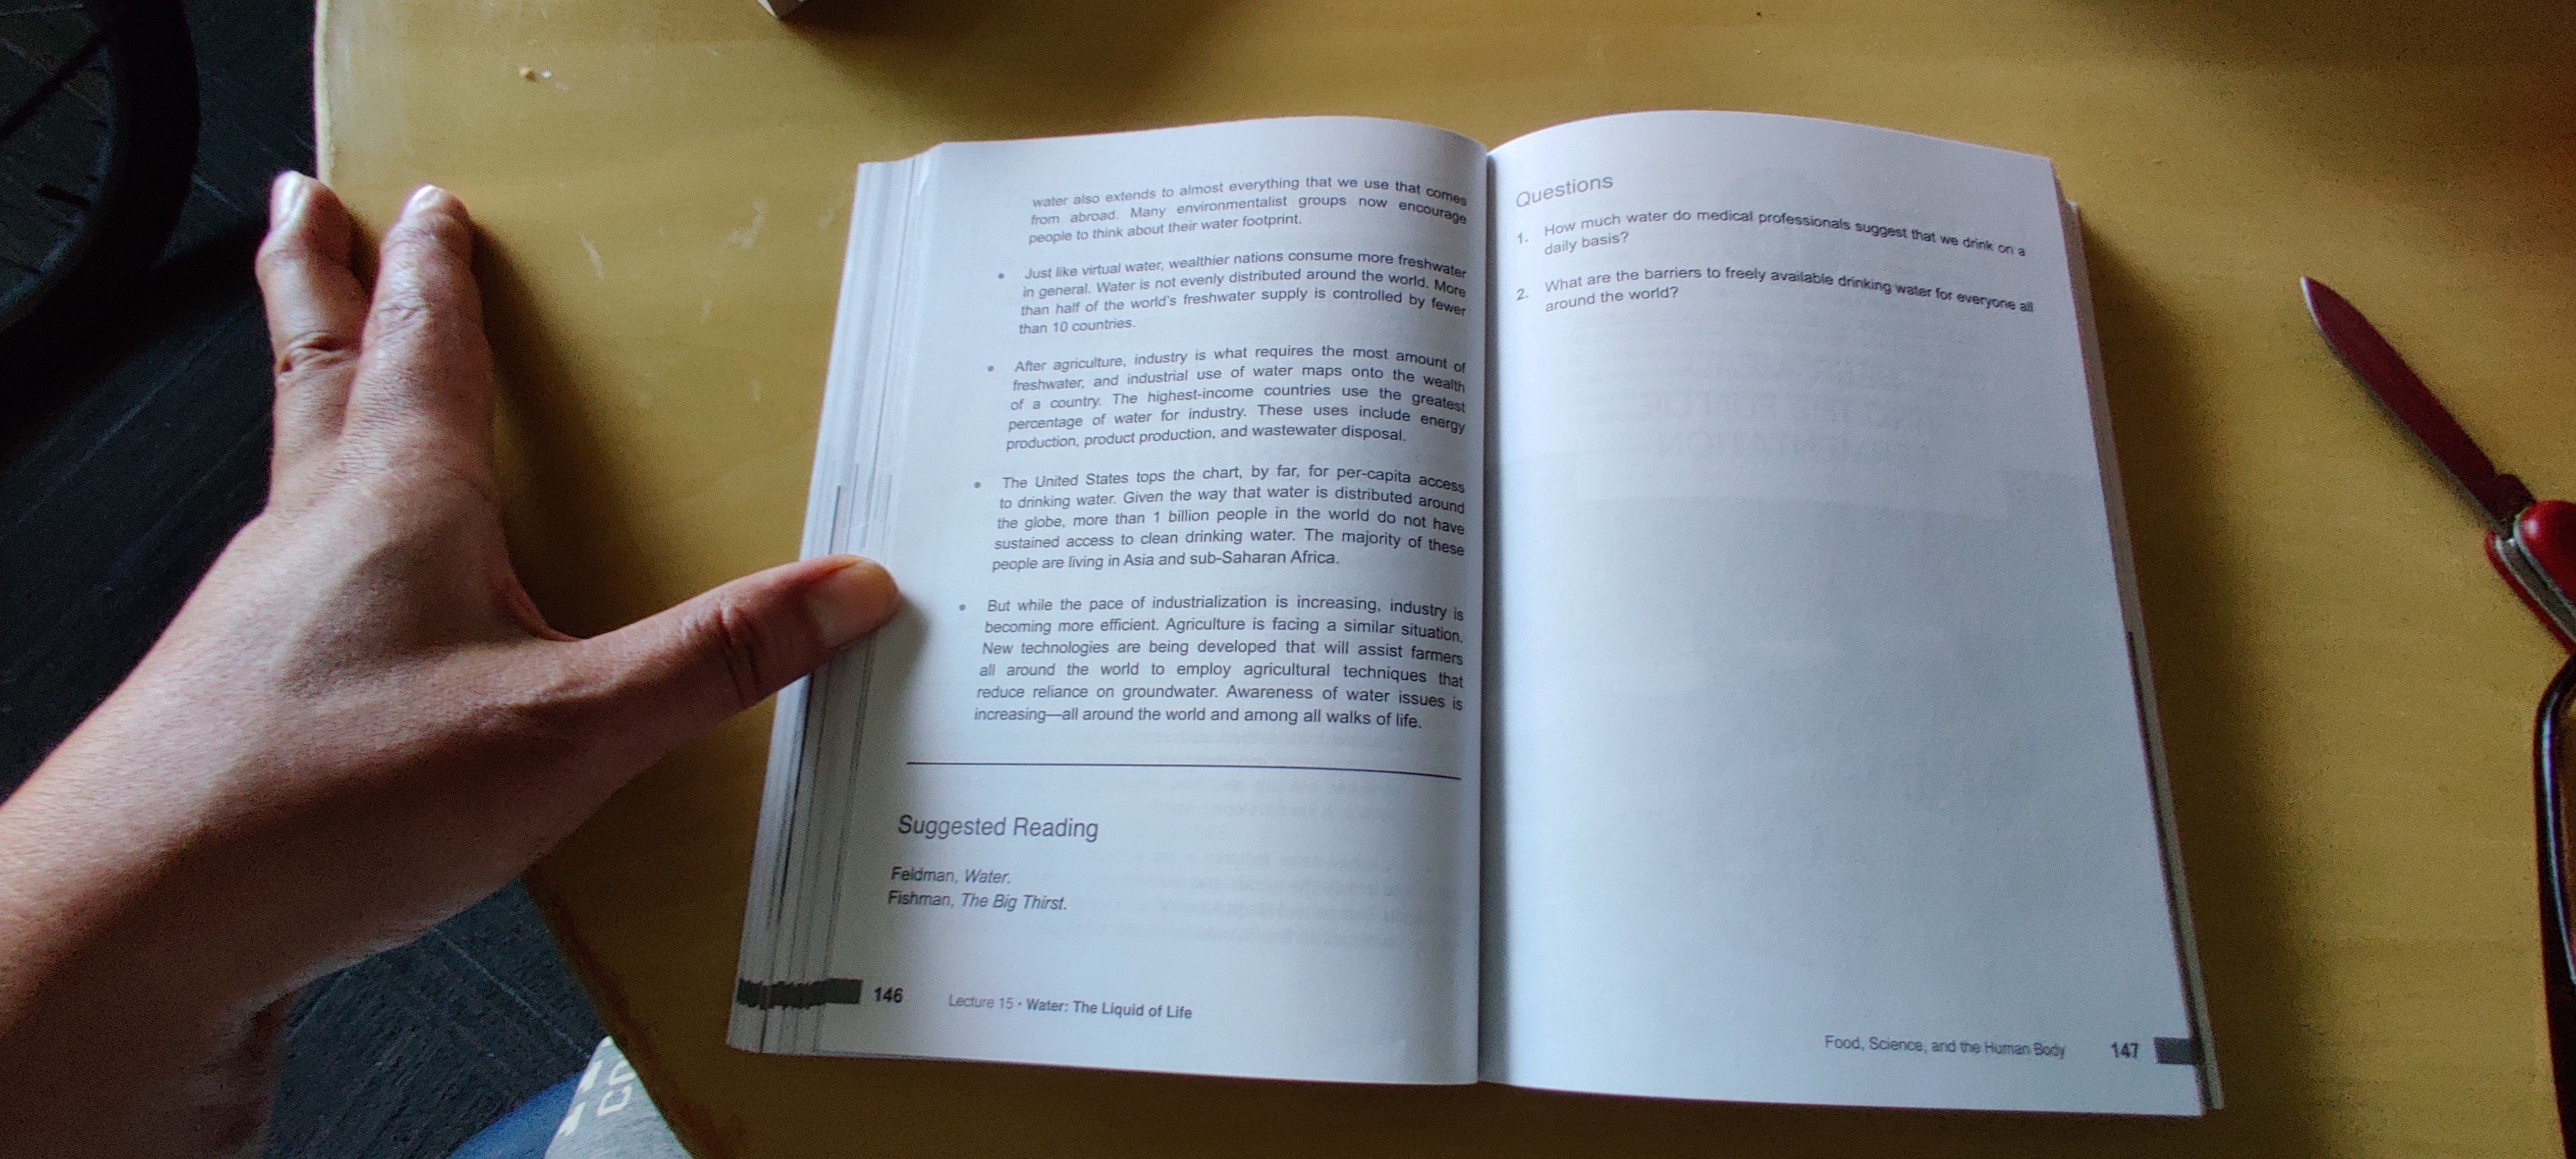 water also extends to almost everything that we use that comes
from abroad. Many environmentalist groups now encourage
people to think about their water footprint.
• Just like virtual water, wealthier nations consume more freshwater
in general. Water is not evenly distributed around the world. More
than half of the world's freshwater supply is controlled by fewer
than 10 countries.
• After agriculture, industry is what requires the most amount of
freshwater, and industrial use of water maps onto the wealth
of a country. The highest-income countries use the greatest
percentage of water for industry. These uses include energy
production, product production, and wastewater disposal.
• The United States tops the chart, by far, for per-capita access
to drinking water. Given the way that water is distributed around
the globe, more than 1 billion people in the world do not have
sustained access to clean drinking water. The majority of these
people are living in Asia and sub-Saharan Africa.
• But while the pace of industrialization is increasing, industry is
becoming more efficient. Agriculture is facing a similar situation.
New technologies are being developed that will assist farmers
all around the world to employ agricultural techniques that
reduce reliance on groundwater. Awareness of water issues is
increasing—all around the world and among all walks of life.
Suggested Reading
Feldman, Water.
Fishman, The Big Thirst.
146 Lecture 15 • Water: The Liquid of Life
Questions
1. How much water do medical professionals suggest that we drink on a
daily basis?
2. What are the barriers to freely available drinking water for everyone all
around the world?
Food, Science, and the Human Body 147